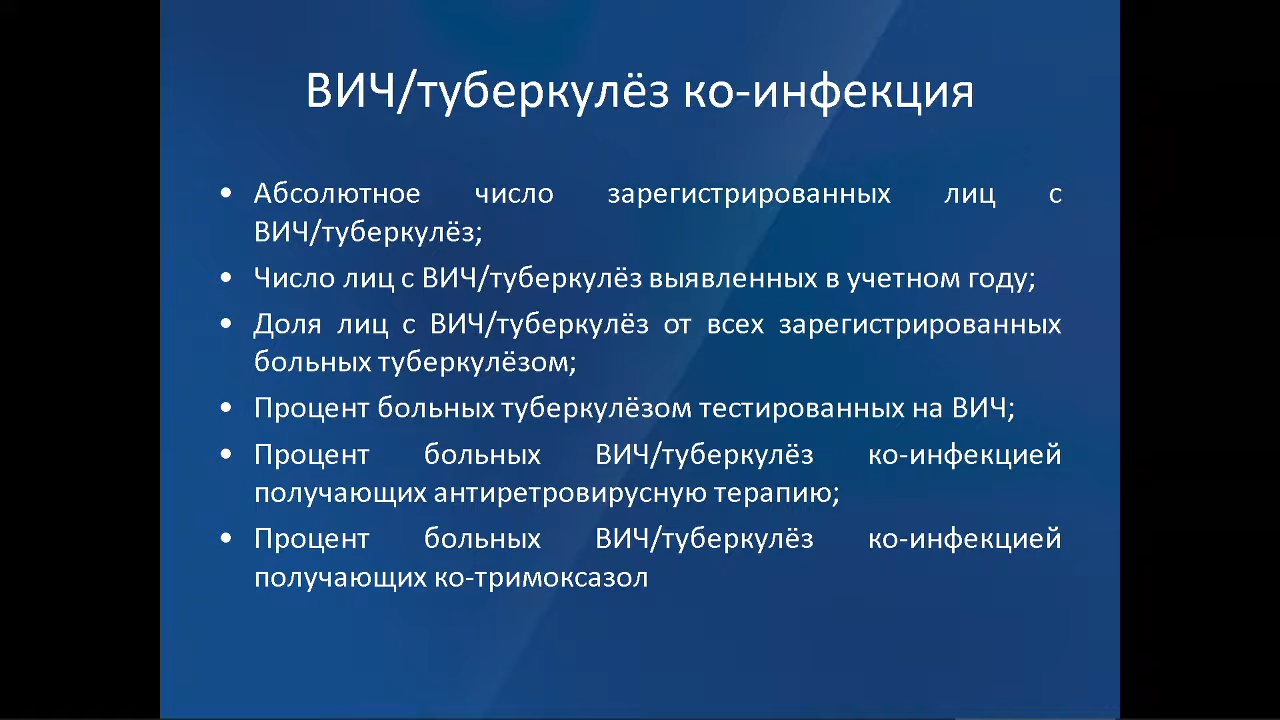 ВИЧ/туберкулёз ко-инфекция
• Абсолютное число зарегистрированных лиц с
ВИЧ/туберкулёз;
• Число лиц с ВИЧ/туберкулёз выявленных в учетном году;
• Доля лиц с ВИЧ/туберкулёз от всех зарегистрированных
больных туберкулёзом;
• Процент больных туберкулёзом тестированных на ВИЧ;
• Процент больных ВИЧ/туберкулёз ко-инфекцией
получающих антиретровирусную терапию;
• Процент больных ВИЧ/туберкулёз ко-инфекцией
получающих ко-тримоксазол